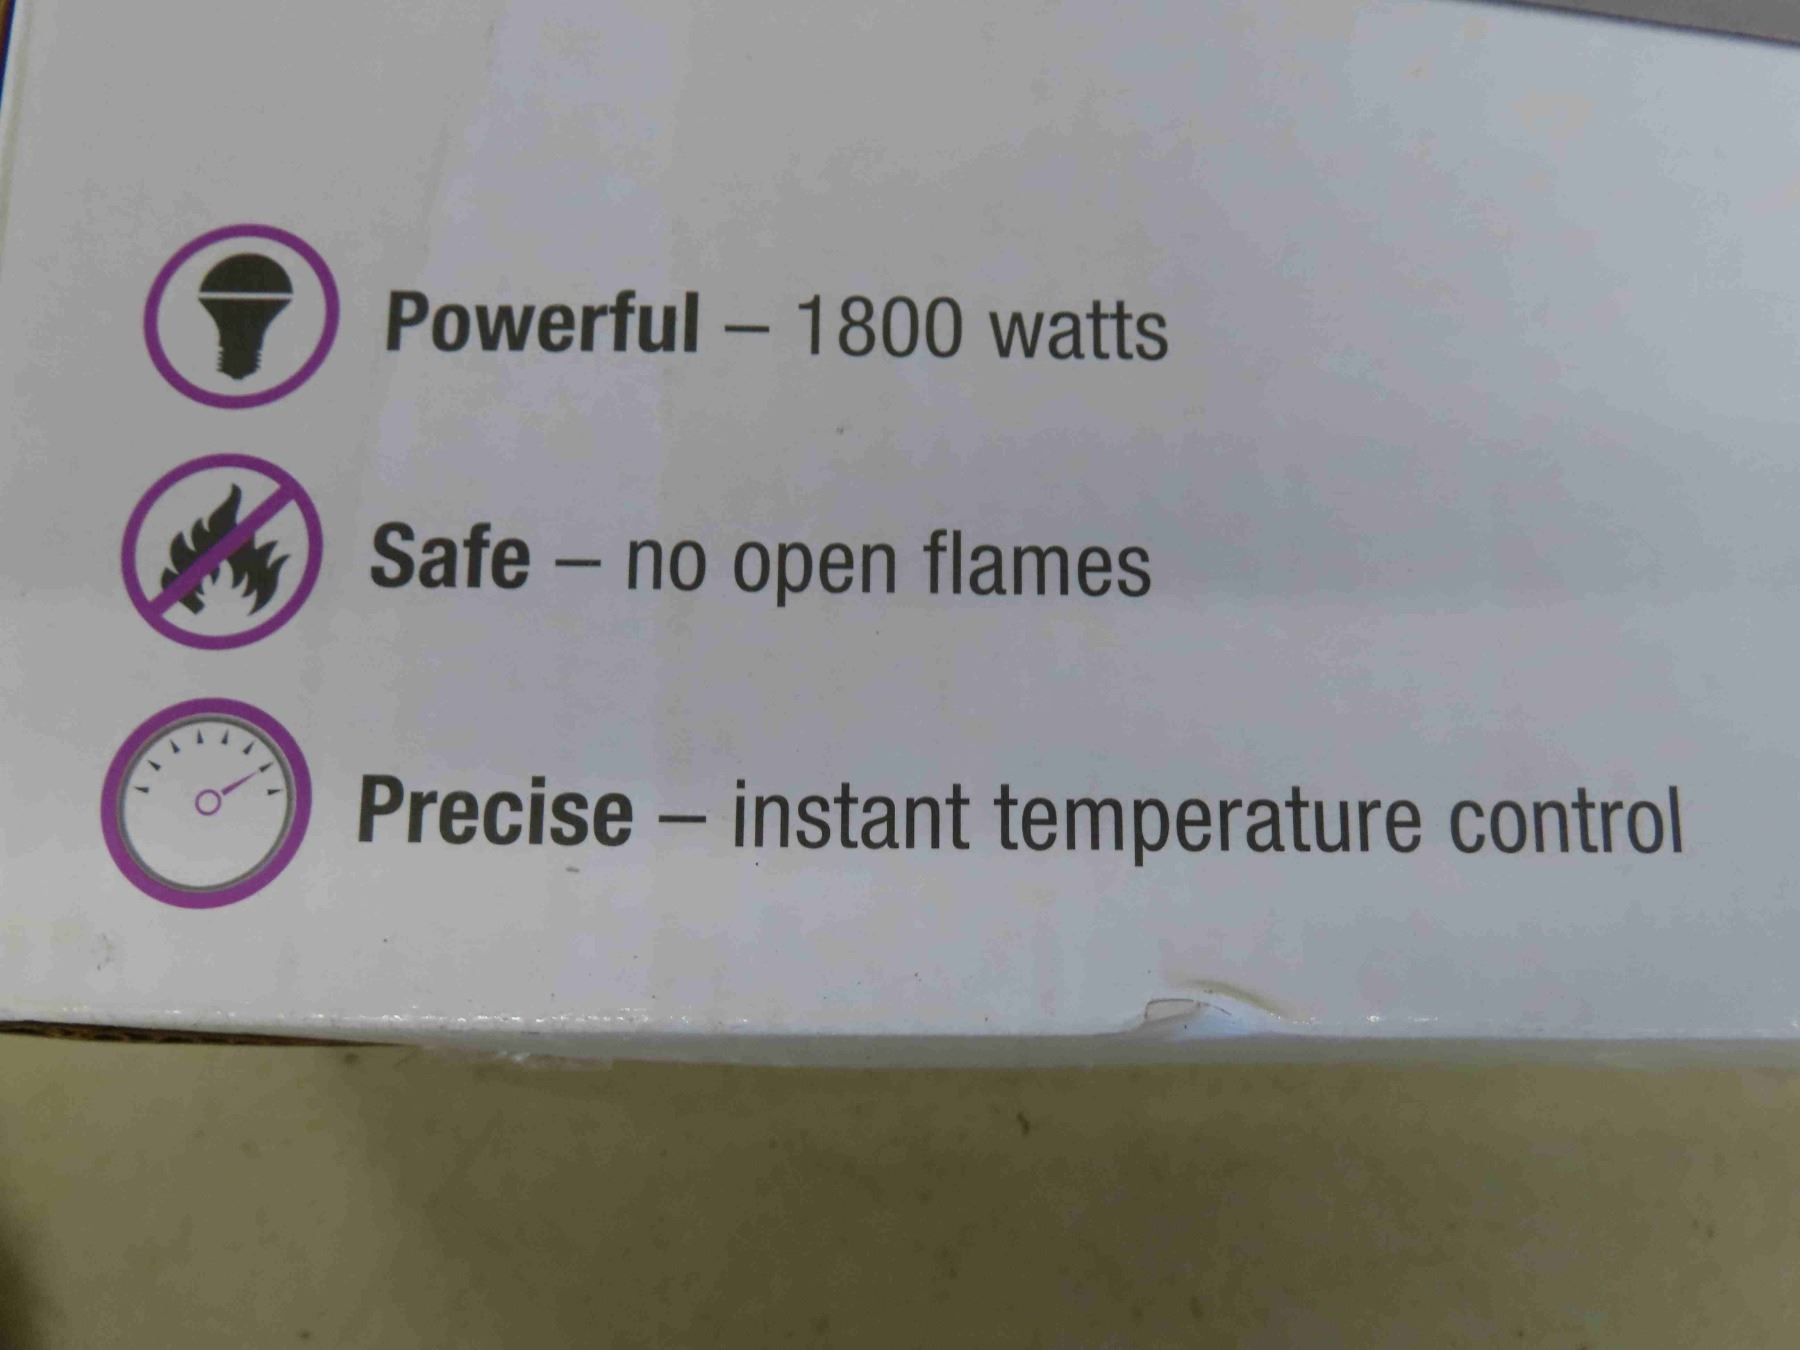 Powerful – 1800 watts
Safe – no open flames
Precise – instant temperature control